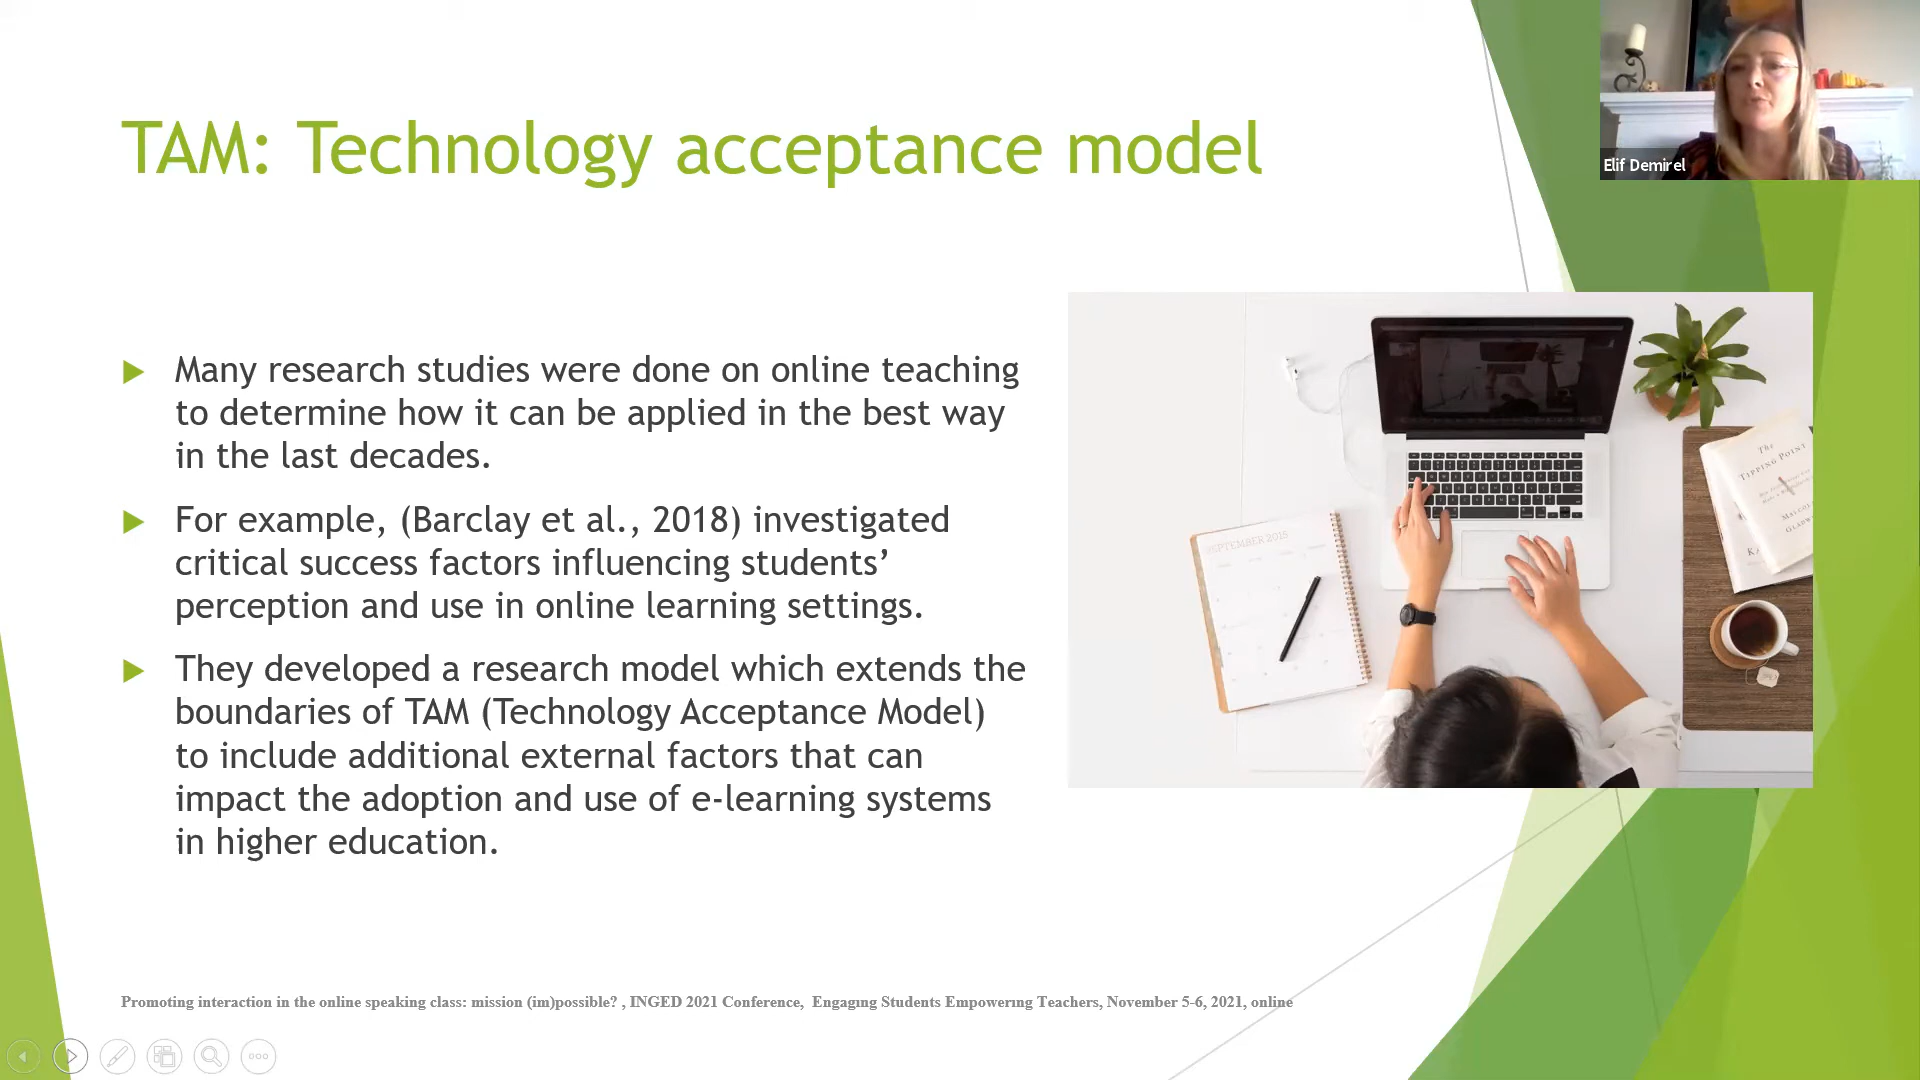 TAM: Technology acceptance model
Elif Demirel
Many research studies were done on online teaching
to determine how it can be applied in the best way
in the last decades.
For example, (Barclay et al., 2018) investigated
critical success factors influencing students’
perception and use in online learning settings.
They developed a research model which extends the
boundaries of TAM (Technology Acceptance Model)
to include additional external factors that can
impact the adoption and use of e-learning systems
in higher education.
SEPTEMBER 2015
The
TIPPING POINT
Promoting interaction in the online speaking class: mission (im)possible? , INGED 2021 Conference, Engagıng Students Empowerıng Teachers, November 5-6, 2021, online